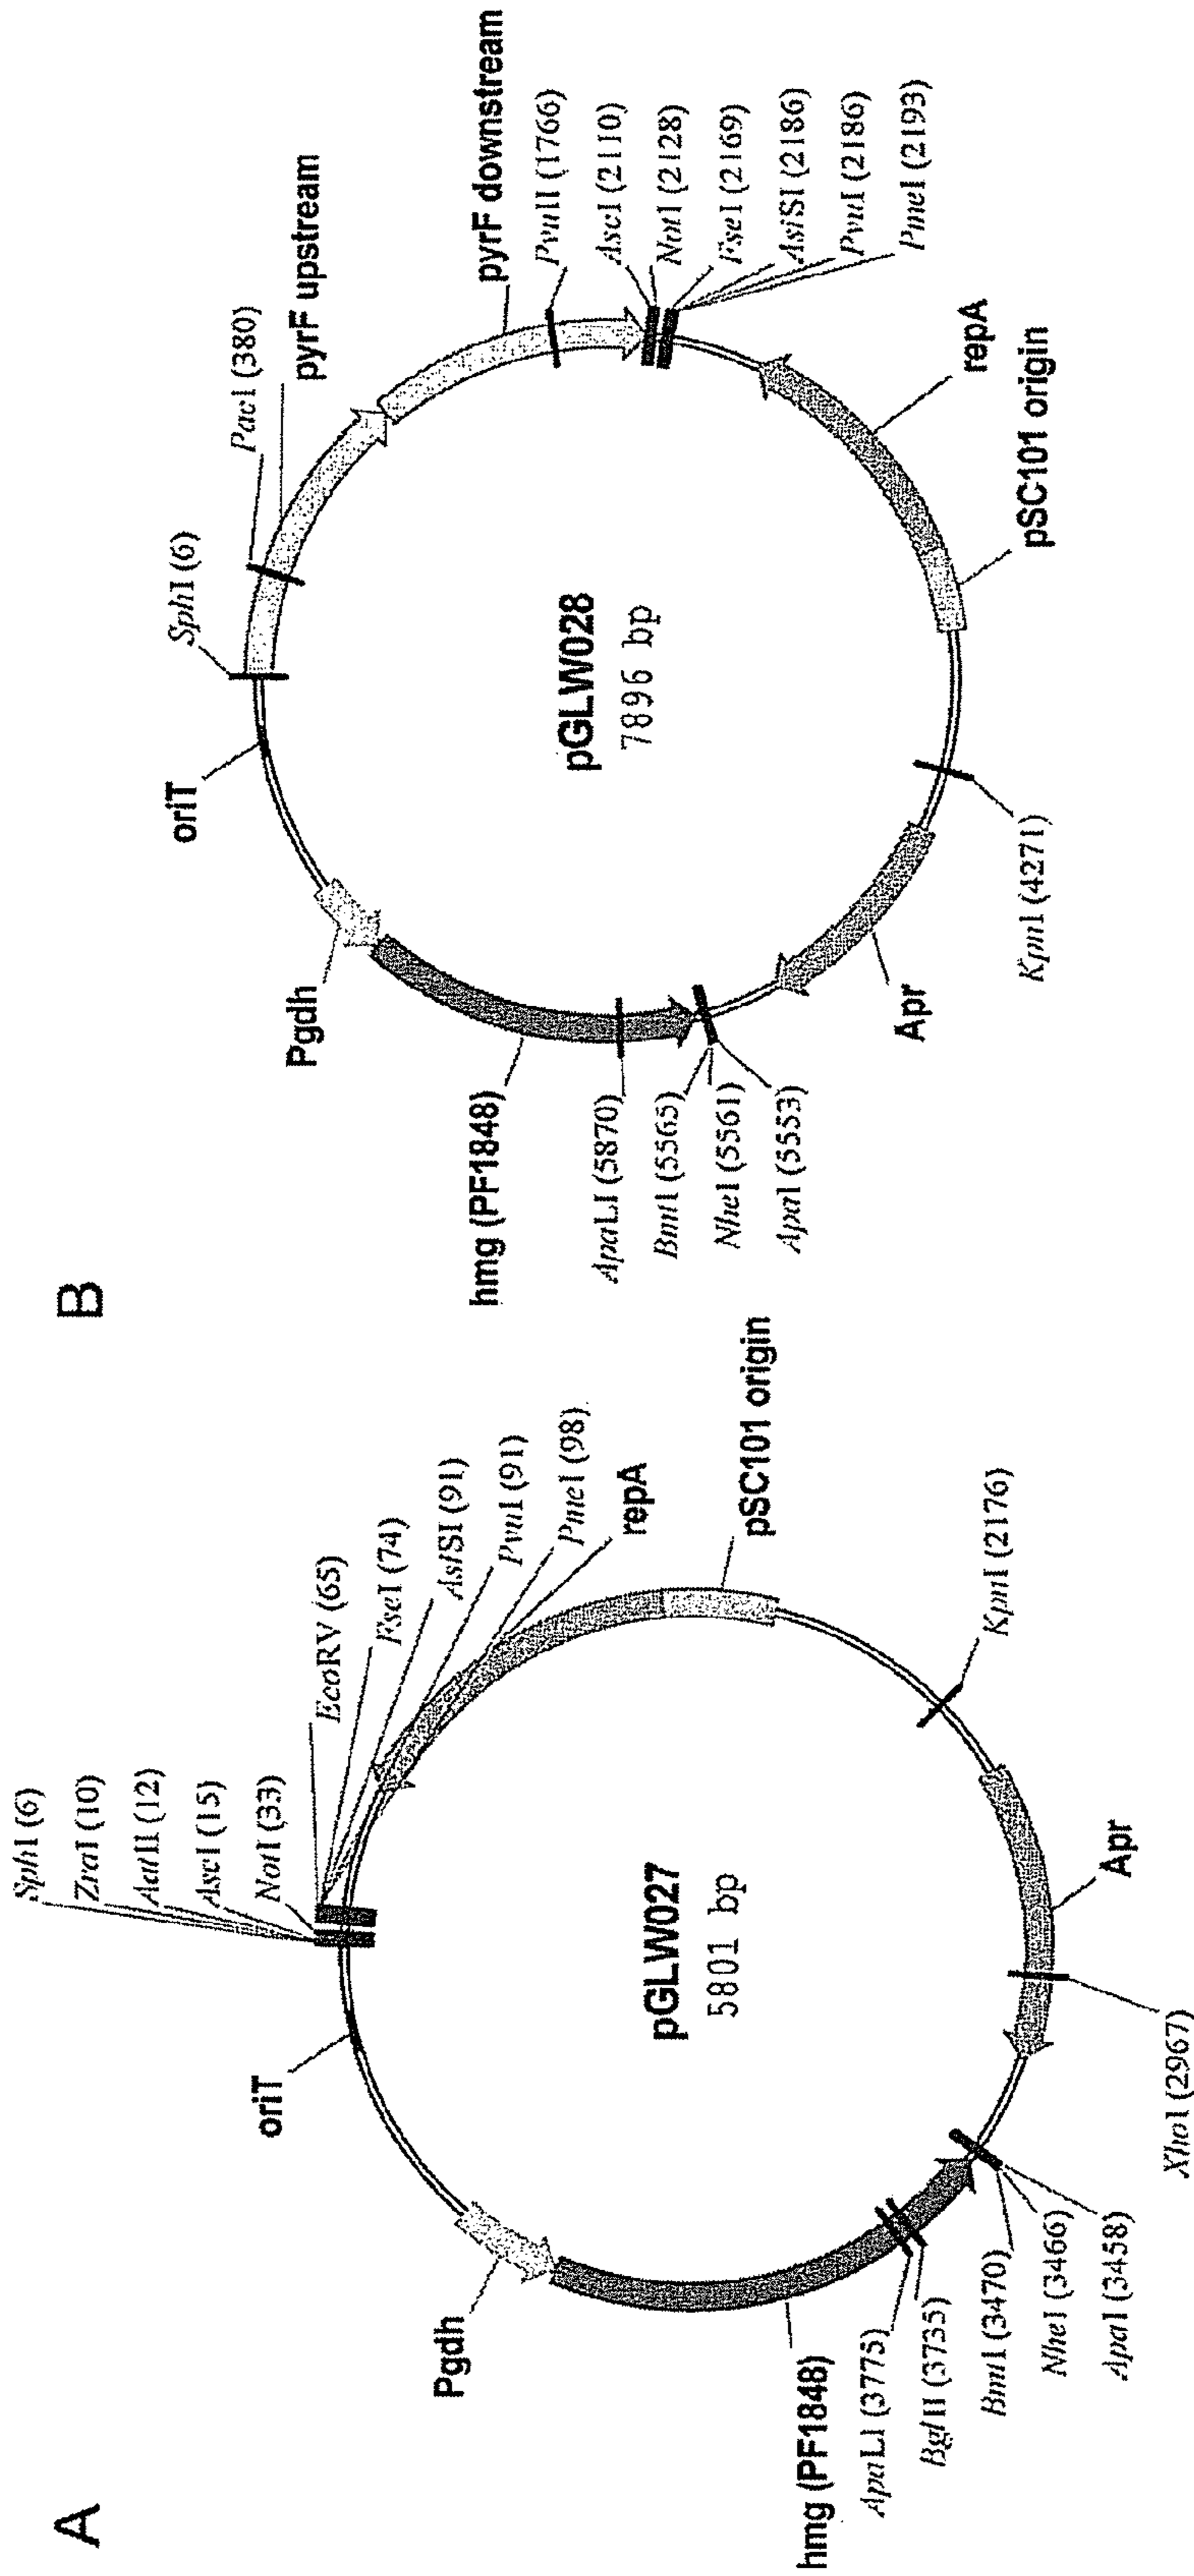 A
pGLW027
5801 bp
SphI (6)
ZraI (10)
AatII (12)
AscI (15)
NotI (33)
EcoRV (65)
FseI (74)
AsiSI (91)
PvuI (91)
PmeI (98)
repA
pSC101 origin
KpnI (2176)
Apr
XhoI (2967)
ApaI (3458)
NheI (3466)
BmtI (3470)
BglII (3735)
ApaLI (3775)
hmg (PF1848)
Pgdh
oriT
B
pGLW028
7896 bp
SphI (6)
PacI (380)
pyrF upstream
pyrF downstream
PvuII (1766)
AscI (2110)
NotI (2128)
FseI (2169)
AsiSI (2186)
PvuI (2186)
PmeI (2193)
repA
pSC101 origin
KpnI (4271)
Apr
ApaI (5553)
NheI (5561)
BmtI (5565)
ApaLI (5870)
hmg (PF1848)
Pgdh
oriT